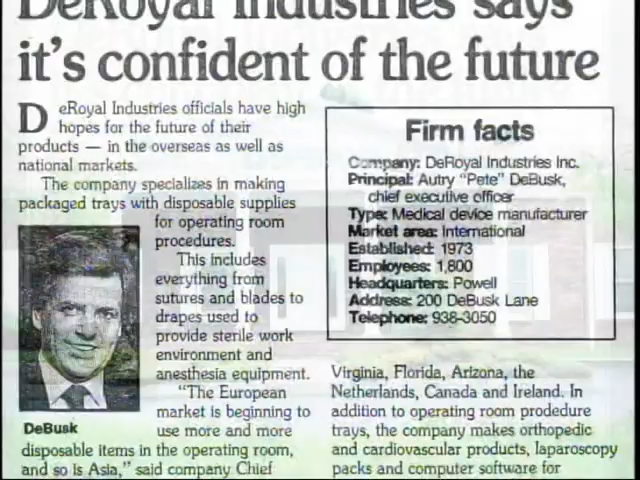 DeRoyal Industries says
it's confident of the future
DeRoyal Industries officials have high
hopes for the future of their
products — in the overseas as well as
national markets.
The company specializes in making
packaged trays with disposable supplies
for operating room
procedures.
This includes
everything from
sutures and blades to
drapes used to
provide sterile work
environment and
anesthesia equipment.
"The European
market is beginning to
use more and more
DeBusk
disposable items in the operating room,
and so is Asia," said company Chief
Firm facts
Company: DeRoyal Industries Inc.
Principal: Autry "Pete" DeBusk,
chief executive officer
Type: Medical device manufacturer
Market area: International
Established: 1973
Employees: 1,800
Headquarters: Powell
Address: 200 DeBusk Lane
Telephone: 938-3050
Virginia, Florida, Arizona, the
Netherlands, Canada and Ireland. In
addition to operating room prodedure
trays, the company makes orthopedic
and cardiovascular products, laparoscopy
packs and computer software for